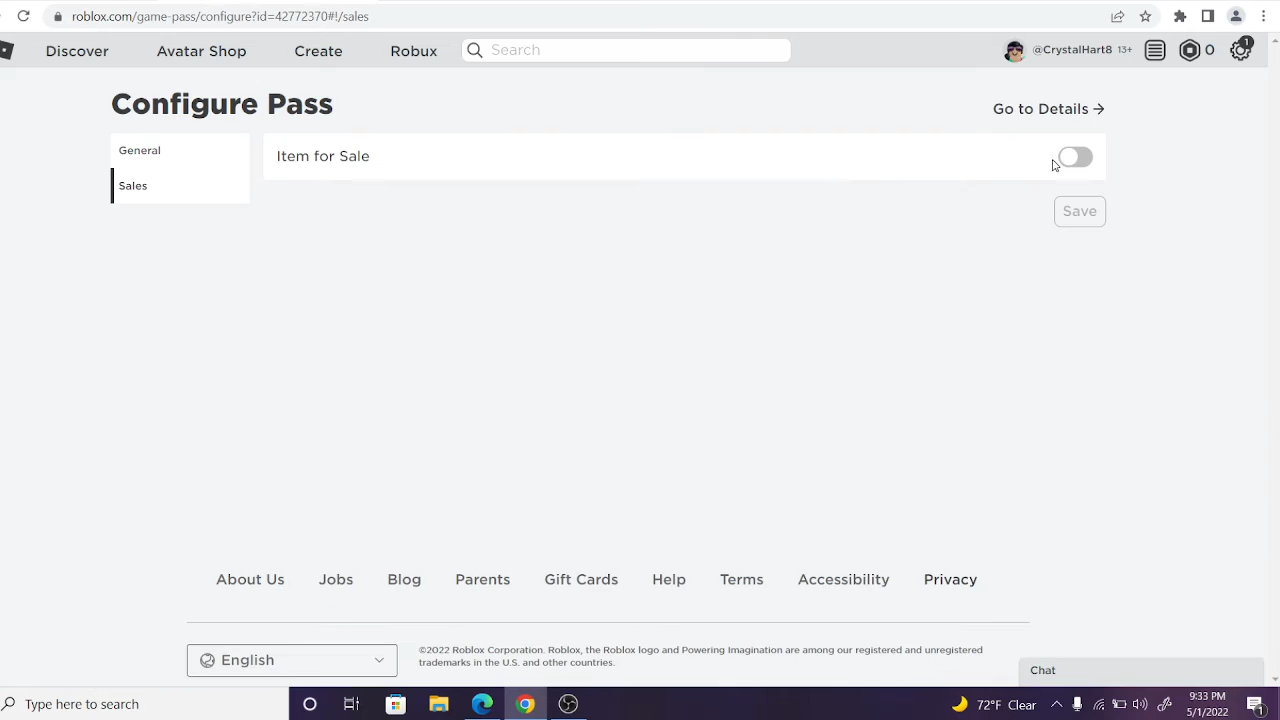 roblox.com/game-pass/configure?id=42772370#!/sales
Discover
Avatar Shop
Create
Robux
Search
@CrystalHart8 13+
0
1
Configure Pass
Go to Details →
General
Sales
Item for Sale
Save
About Us
Jobs
Blog
Parents
Gift Cards
Help
Terms
Accessibility
Privacy
English
©2022 Roblox Corporation. Roblox, the Roblox logo and Powering Imagination are among our registered and unregistered
trademarks in the U.S. and other countries.
Chat
Type here to search
72°F Clear
9:33 PM
5/1/2022
1